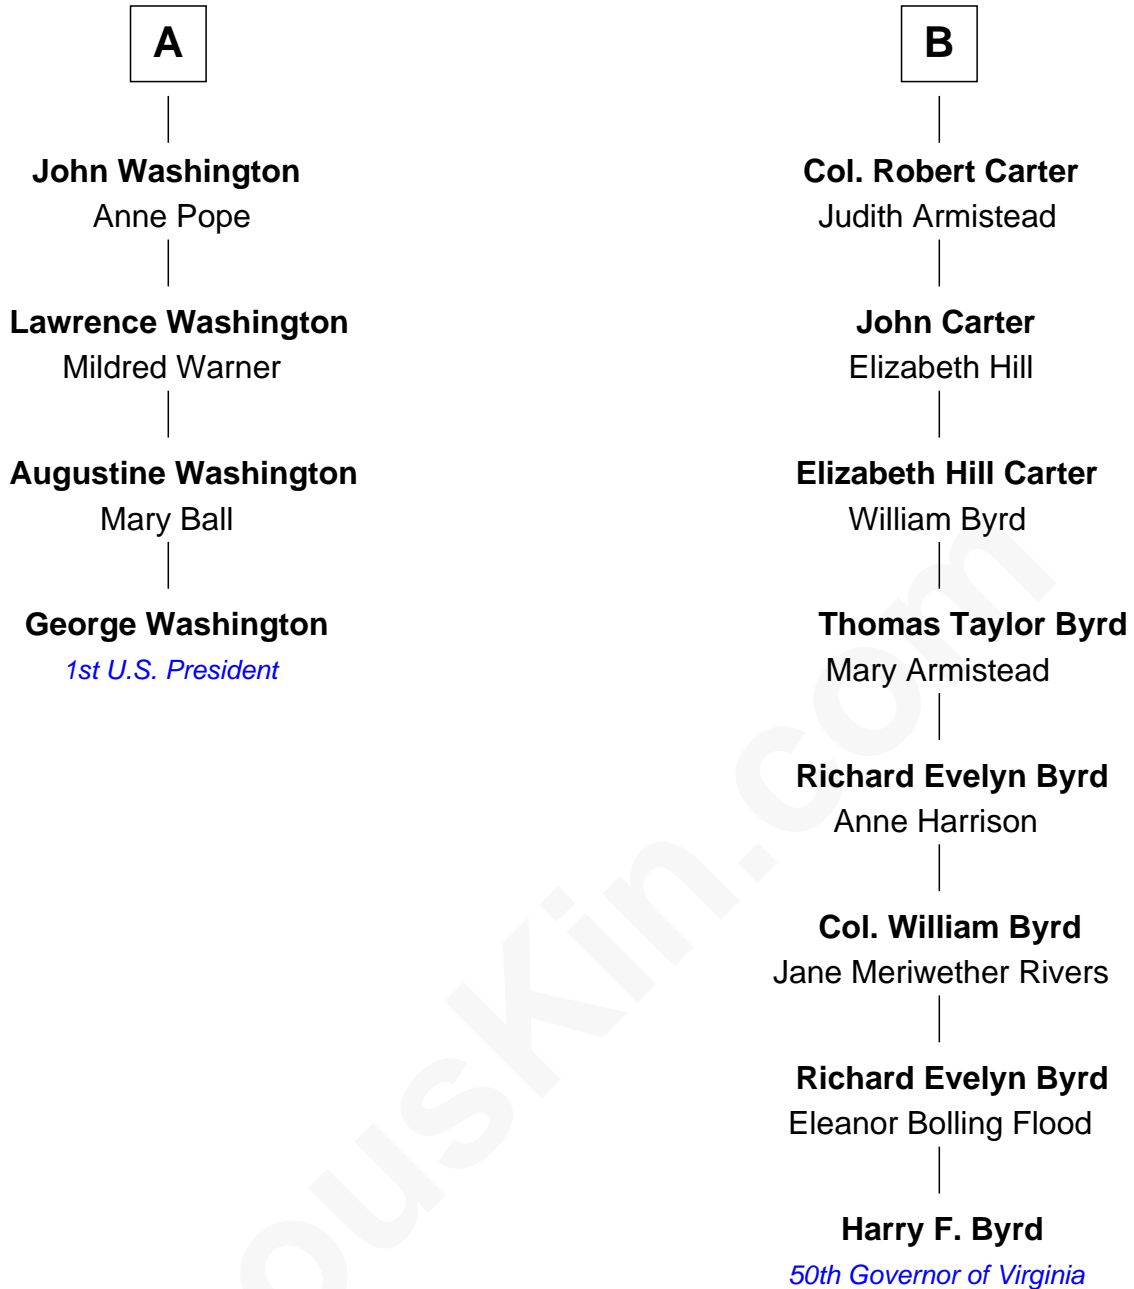 A
John Washington
Anne Pope
Lawrence Washington
Mildred Warner
Augustine Washington
Mary Ball
George Washington
1st U.S. President
B
Col. Robert Carter
Judith Armistead
John Carter
Elizabeth Hill
Elizabeth Hill Carter
William Byrd
Thomas Taylor Byrd
Mary Armistead
Richard Evelyn Byrd
Anne Harrison
Col. William Byrd
Jane Meriwether Rivers
Richard Evelyn Byrd
Eleanor Bolling Flood
Harry F. Byrd
50th Governor of Virginia
ousKin.com